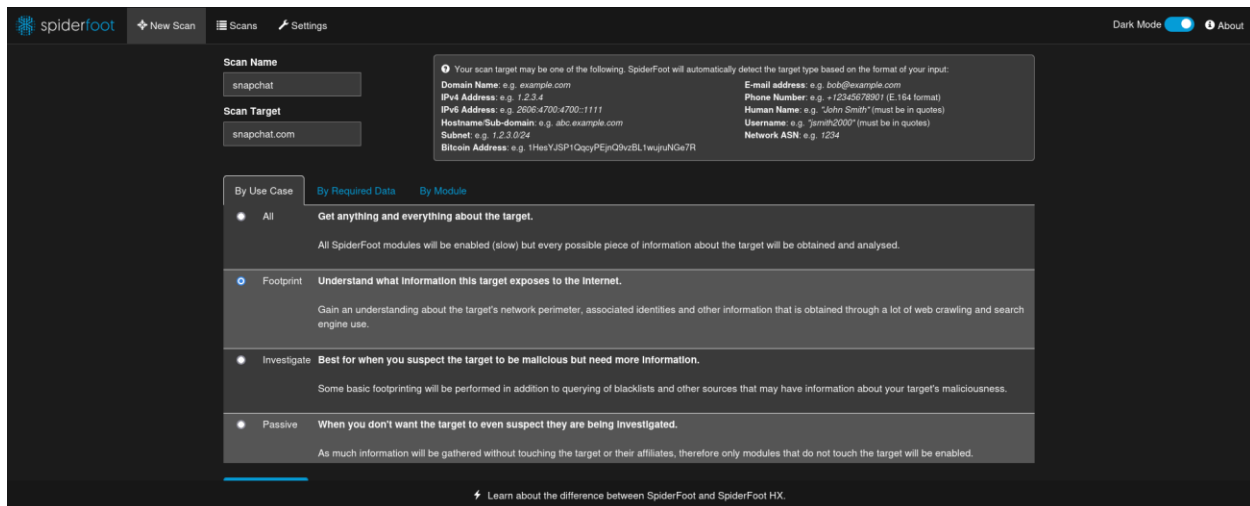 spiderfoot
New Scan
Scans
Settings
Dark Mode
About
Scan Name
snapchat
Scan Target
snapchat.com
Your scan target may be one of the following. SpiderFoot will automatically detect the target type based on the format of your input:
Domain Name: e.g. example.com
IPv4 Address: e.g. 1.2.3.4
IPv6 Address: e.g. 2606:4700:4700::1111
Hostname/Sub-domain: e.g. abc.example.com
Subnet: e.g. 1.2.3.0/24
Bitcoin Address: e.g. 1HesYJSP1QqcyPEjnQ9vzBL1wujruNGe7R
E-mail address: e.g. bob@example.com
Phone Number: e.g. +12345678901 (E.164 format)
Human Name: e.g. "John Smith" (must be in quotes)
Username: e.g. "jsmith2000" (must be in quotes)
Network ASN: e.g. 1234
By Use Case
By Required Data
By Module
All
Get anything and everything about the target.
All SpiderFoot modules will be enabled (slow) but every possible piece of information about the target will be obtained and analysed.
Footprint
Understand what information this target exposes to the Internet.
Gain an understanding about the target's network perimeter, associated identities and other information that is obtained through a lot of web crawling and search
engine use.
Investigate
Best for when you suspect the target to be malicious but need more information.
Some basic footprinting will be performed in addition to querying of blacklists and other sources that may have information about your target's maliciousness.
Passive
When you don't want the target to even suspect they are being investigated.
As much information will be gathered without touching the target or their affiliates, therefore only modules that do not touch the target will be enabled.
Learn about the difference between SpiderFoot and SpiderFoot HX.